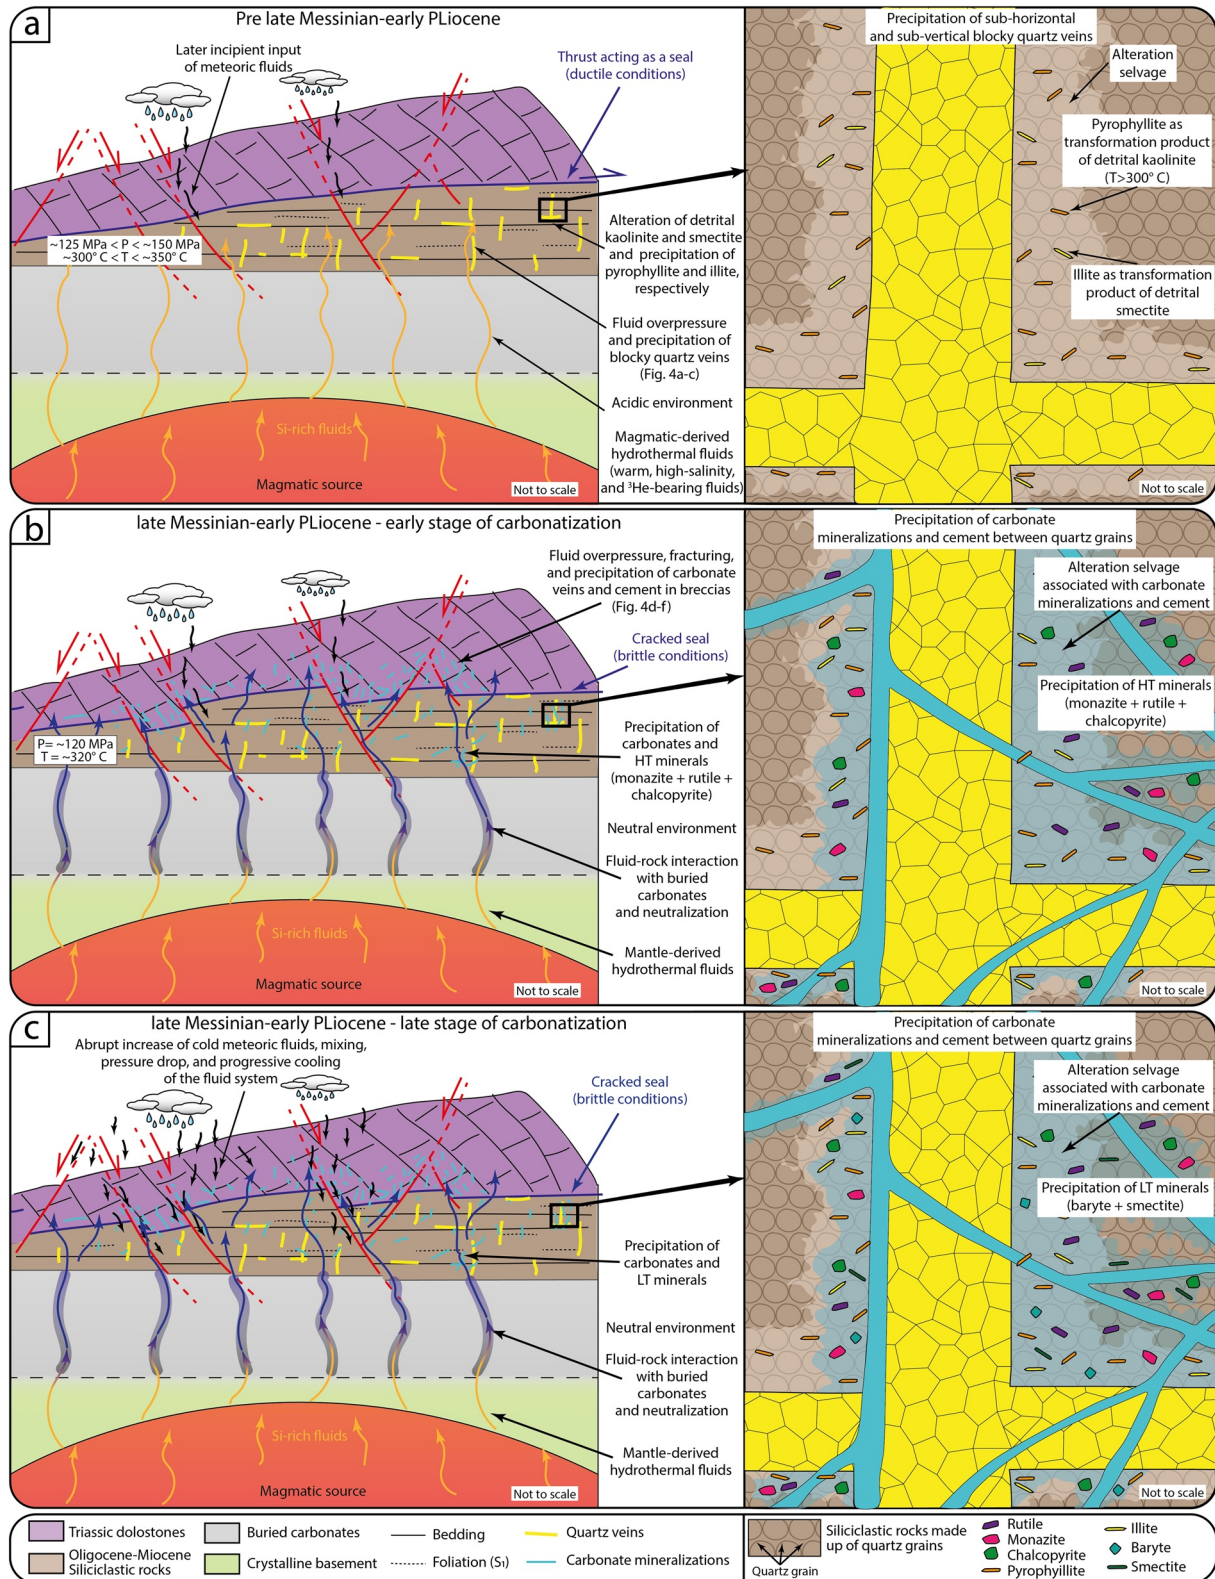 a
Pre late Messinian-early PLiocene
Later incipient input
of meteoric fluids
Thrust acting as a seal
(ductile conditions)
~125 MPa < P < ~150 MPa
~300° C < T < ~350° C
Alteration of detrital
kaolinite and smectite
and precipitation of
pyrophyllite and illite,
respectively
Fluid overpressure
and precipitation of
blocky quartz veins
(Fig. 4a-c)
Acidic environment
Magmatic-derived
hydrothermal fluids
(warm, high-salinity,
and ³He-bearing fluids)
Si-rich fluids
Magmatic source
Not to scale
Precipitation of sub-horizontal
and sub-vertical blocky quartz veins
Alteration
selvage
Pyrophyllite as
transformation product
of detrital kaolinite
(T>300° C)
Illite as transformation
product of detrital
smectite
Not to scale
b
late Messinian-early PLiocene - early stage of carbonatization
Fluid overpressure, fracturing,
and precipitation of carbonate
veins and cement in breccias
(Fig. 4d-f)
Cracked seal
(brittle conditions)
P= ~120 MPa
T = ~320° C
Precipitation of
carbonates and
HT minerals
(monazite + rutile +
chalcopyrite)
Neutral environment
Fluid-rock interaction
with buried
carbonates
and neutralization
Mantle-derived
hydrothermal fluids
Si-rich fluids
Magmatic source
Not to scale
Precipitation of carbonate
mineralizations and cement between quartz grains
Alteration selvage
associated with carbonate
mineralizations and cement
Precipitation of HT minerals
(monazite + rutile +
chalcopyrite)
Not to scale
c
late Messinian-early PLiocene - late stage of carbonatization
Abrupt increase of cold meteoric fluids, mixing,
pressure drop, and progressive cooling
of the fluid system
Cracked seal
(brittle conditions)
Precipitation of
carbonates and
LT minerals
Neutral environment
Fluid-rock interaction
with buried
carbonates
and neutralization
Mantle-derived
hydrothermal fluids
Si-rich fluids
Magmatic source
Not to scale
Precipitation of carbonate
mineralizations and cement between quartz grains
Alteration selvage
associated with carbonate
mineralizations and cement
Precipitation of LT minerals
(baryte + smectite)
Not to scale
Triassic dolostones
Oligocene-Miocene
Siliciclastic rocks
Buried carbonates
Crystalline basement
Bedding
Foliation (S₁)
Quartz veins
Carbonate mineralizations
Siliciclastic rocks made
up of quartz grains
Quartz grain
Rutile
Monazite
Chalcopyrite
Pyrophyillite
Illite
Baryte
Smectite